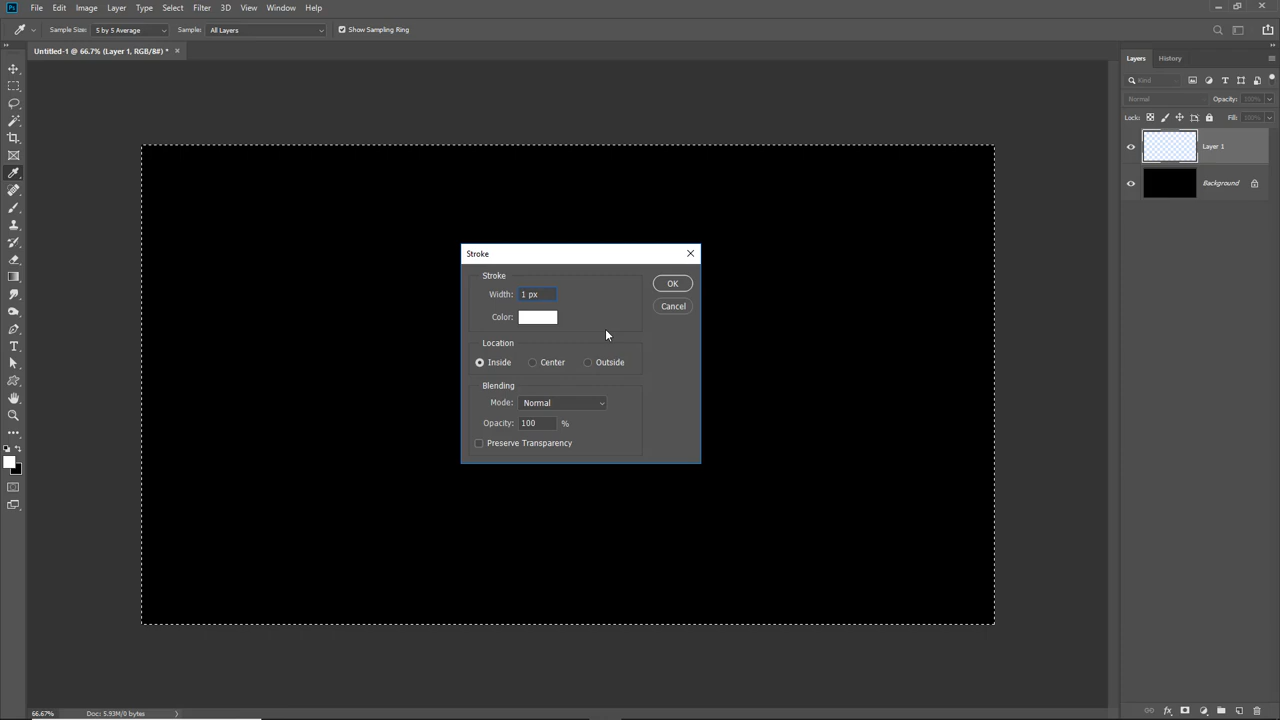 Ps File Edit Image Layer Type Select Filter 3D View Window Help
Sample Size: 5 by 5 Average Sample: All Layers Show Sampling Ring
Untitled-1 @ 66.7% (Layer 1, RGB/8#) *
Layers History
Kind
Normal Opacity: 100%
Lock: Fill: 100%
Layer 1
Background
Stroke
Stroke
Width: 1 px
Color:
OK
Cancel
Location
Inside Center Outside
Blending
Mode: Normal
Opacity: 100 %
Preserve Transparency
66.67% Doc: 5.93M/0 bytes